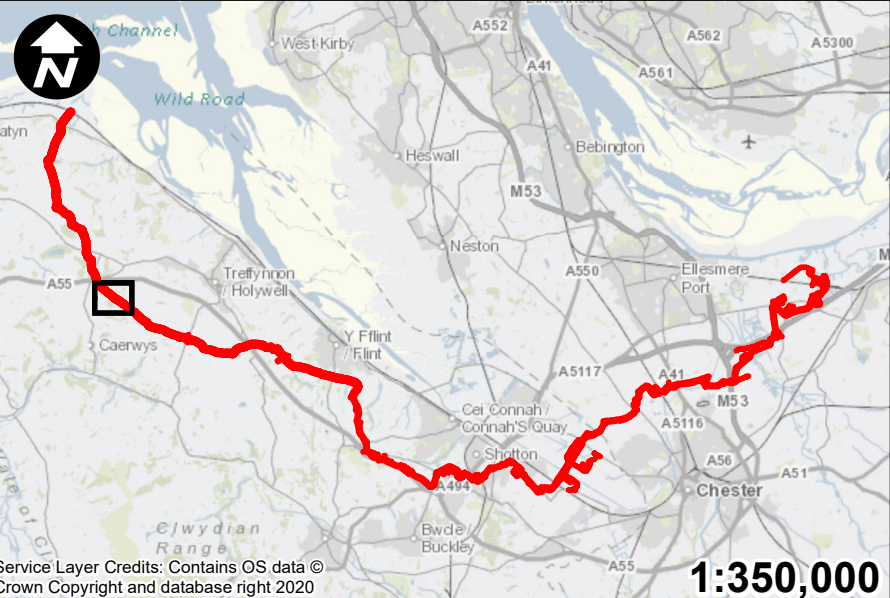 h Channel
N
West Kirby
A552
A562
A5300
A41
A561
Wild Road
atyn
Heswall
Bebington
M53
Neston
A550
Treffynnon
/ Holywell
Ellesmere
Port
A55
M
Caerwys
Y Fflint
/ Flint
A5117
A41
M53
Cei Connah /
Connah'S Quay
A5116
Shotton
A56
A51
A494
Chester
Clwydian
Range
Bwcle /
Buckley
A55
Service Layer Credits: Contains OS data ©
Crown Copyright and database right 2020
1:350,000